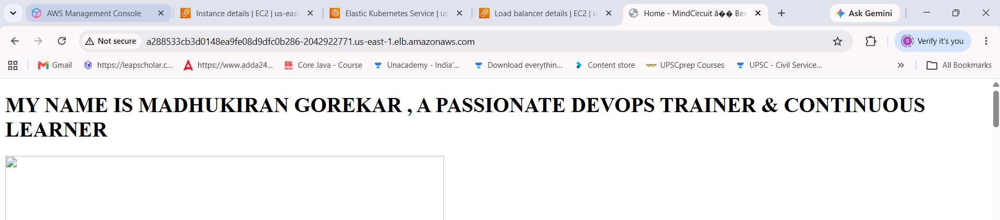 AWS Management Console
Instance details | EC2 | us-east
Elastic Kubernetes Service | us
Load balancer details | EC2 | u
Home - MindCircuit â�� Bes
Ask Gemini
Not secure
a288533cb3d0148ea9fe08d9dfc0b286-2042922771.us-east-1.elb.amazonaws.com
g
Verify it's you
Gmail
https://leapscholar.c...
https://www.adda24...
Core Java - Course
Unacademy - India'...
Download everythin...
Content store
UPSCprep Courses
UPSC - Civil Service...
All Bookmarks
MY NAME IS MADHUKIRAN GOREKAR , A PASSIONATE DEVOPS TRAINER & CONTINUOUS
LEARNER